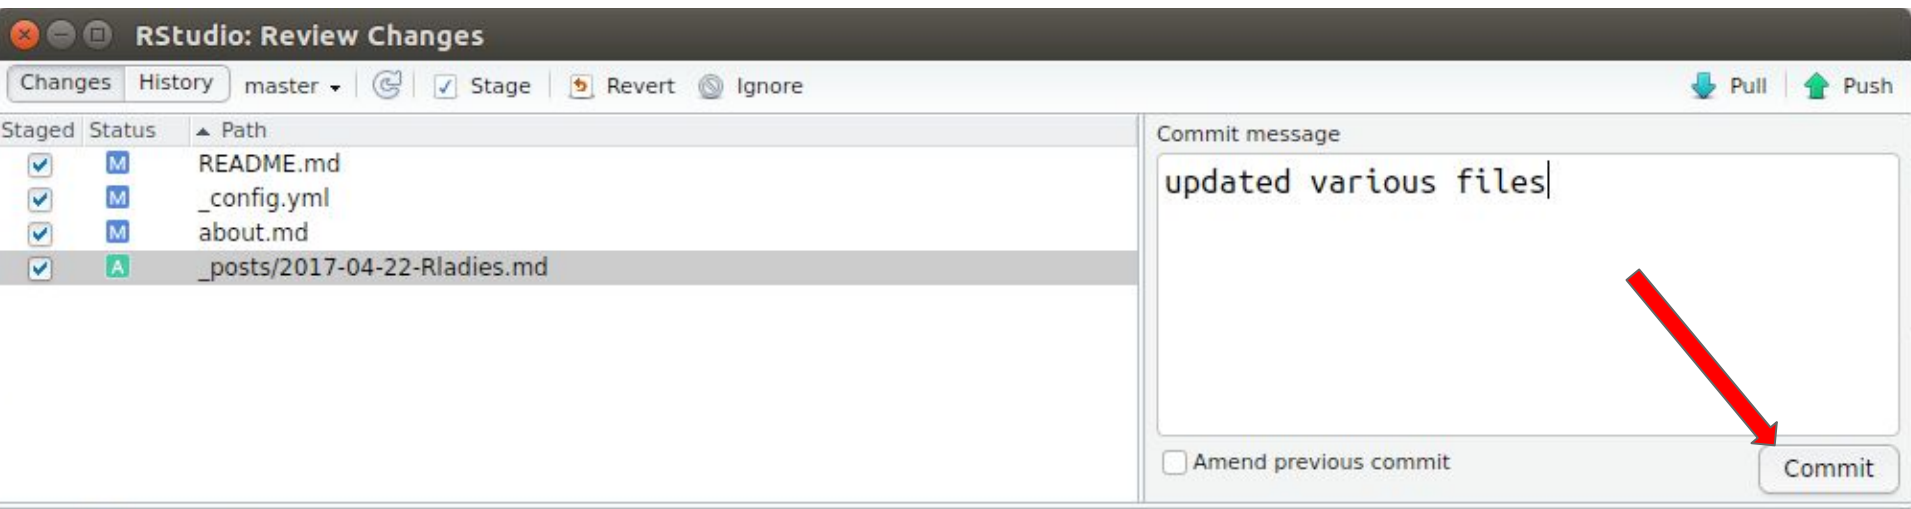 RStudio: Review Changes
Changes History master Stage Revert Ignore Pull Push
Staged Status Path
M README.md
M _config.yml
M about.md
A _posts/2017-04-22-Rladies.md
Commit message
updated various files
Amend previous commit
Commit